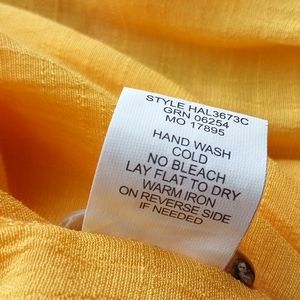 STYLE HAL3673C
GRN 06254
MO 17895
HAND WASH
COLD
NO BLEACH
LAY FLAT TO DRY
WARM IRON
ON REVERSE SIDE
IF NEEDED